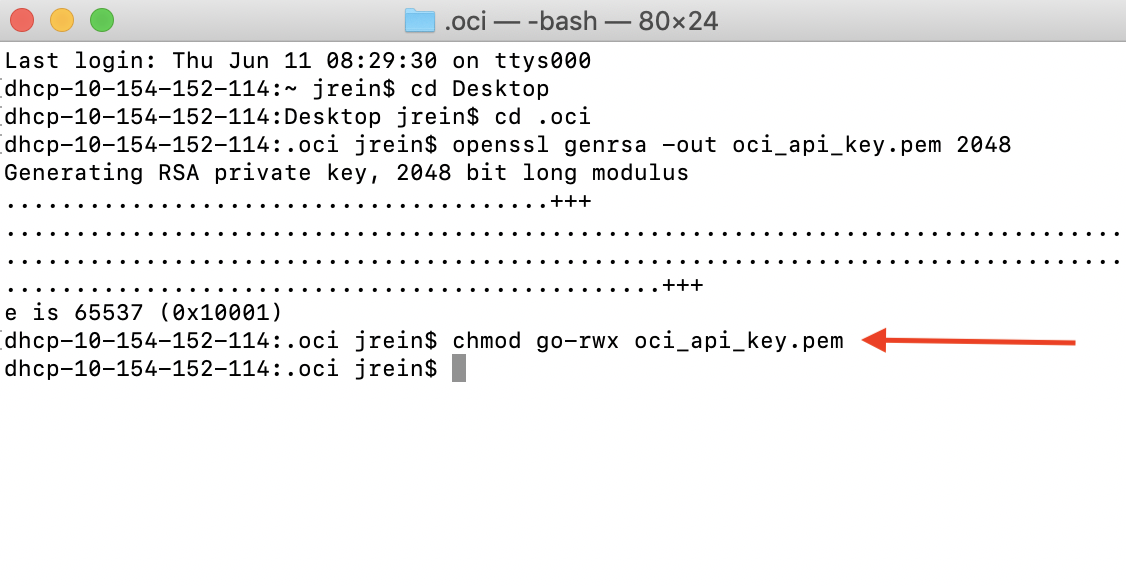 .oci — -bash — 80×24
Last login: Thu Jun 11 08:29:30 on ttys000
[dhcp-10-154-152-114:~ jrein$ cd Desktop
[dhcp-10-154-152-114:Desktop jrein$ cd .oci
[dhcp-10-154-152-114:.oci jrein$ openssl genrsa -out oci_api_key.pem 2048
Generating RSA private key, 2048 bit long modulus
.......................................+++
................................................................................
................................................................................
...............................................+++
e is 65537 (0x10001)
[dhcp-10-154-152-114:.oci jrein$ chmod go-rwx oci_api_key.pem
dhcp-10-154-152-114:.oci jrein$